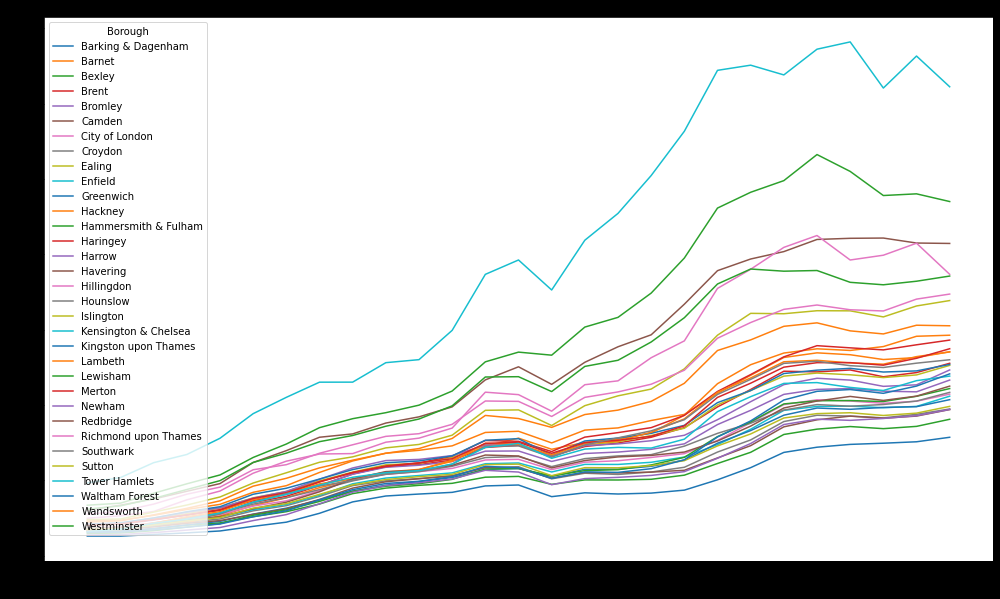 Borough
Barking & Dagenham
Barnet
Bexley
Brent
Bromley
Camden
City of London
Croydon
Ealing
Enfield
Greenwich
Hackney
Hammersmith & Fulham
Haringey
Harrow
Havering
Hillingdon
Hounslow
Islington
Kensington & Chelsea
Kingston upon Thames
Lambeth
Lewisham
Merton
Newham
Redbridge
Richmond upon Thames
Southwark
Sutton
Tower Hamlets
Waltham Forest
Wandsworth
Westminster